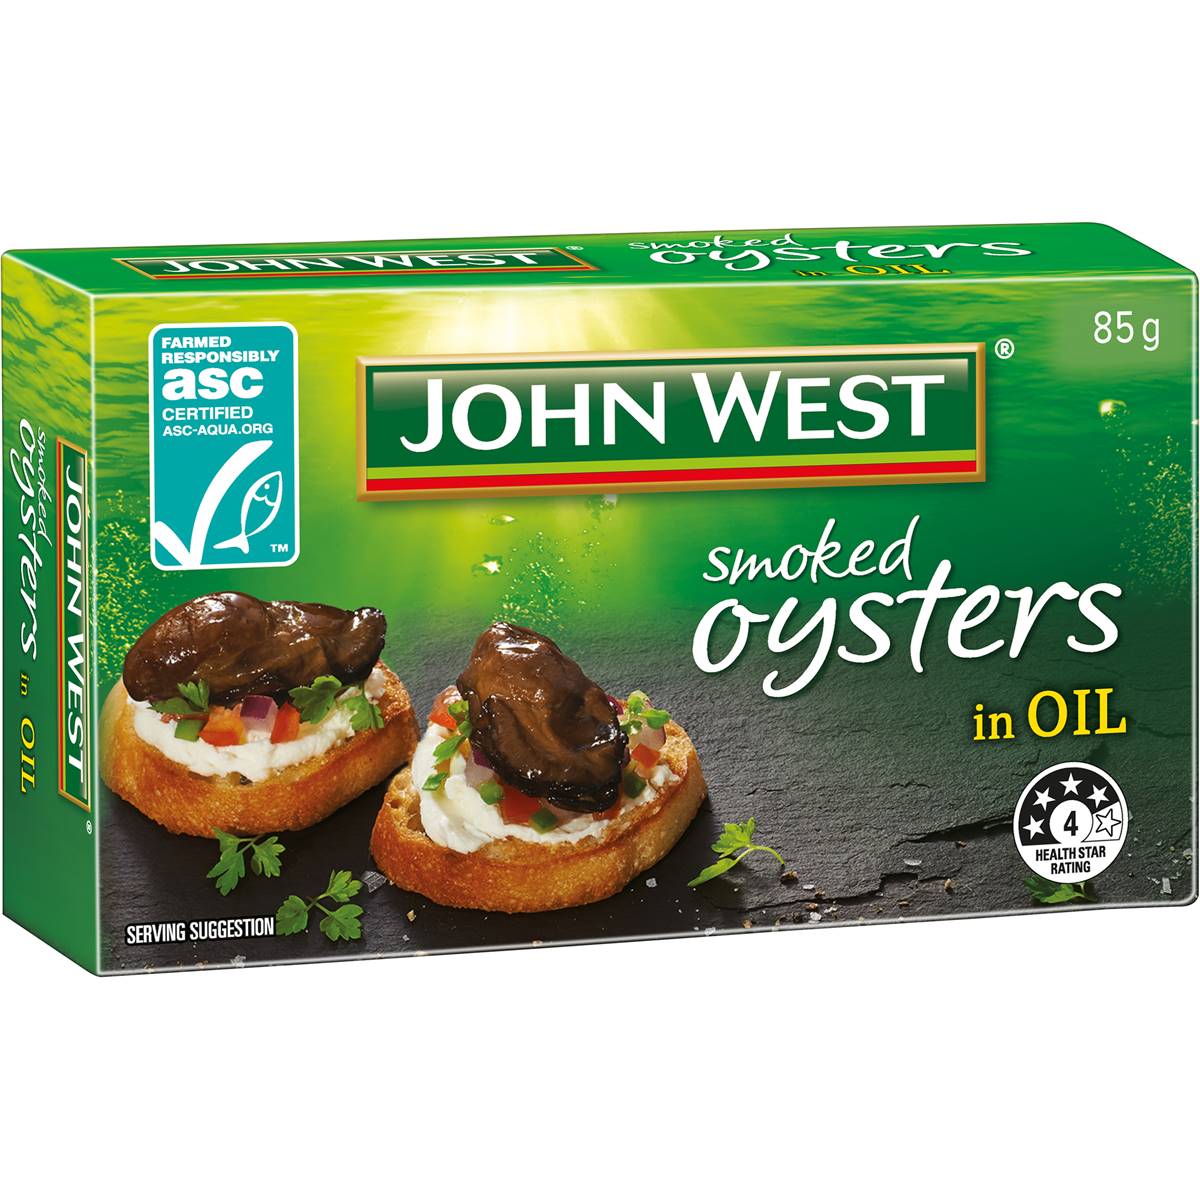 JOHN WEST®
smoked
oysters
in OIL
FARMED
RESPONSIBLY
asc
CERTIFIED
ASC-AQUA.ORG
TM
85 g
JOHN WEST®
smoked
oysters
in OIL
4
HEALTH STAR
RATING
SERVING SUGGESTION
smoked
oysters
in OIL
JOHN WEST®